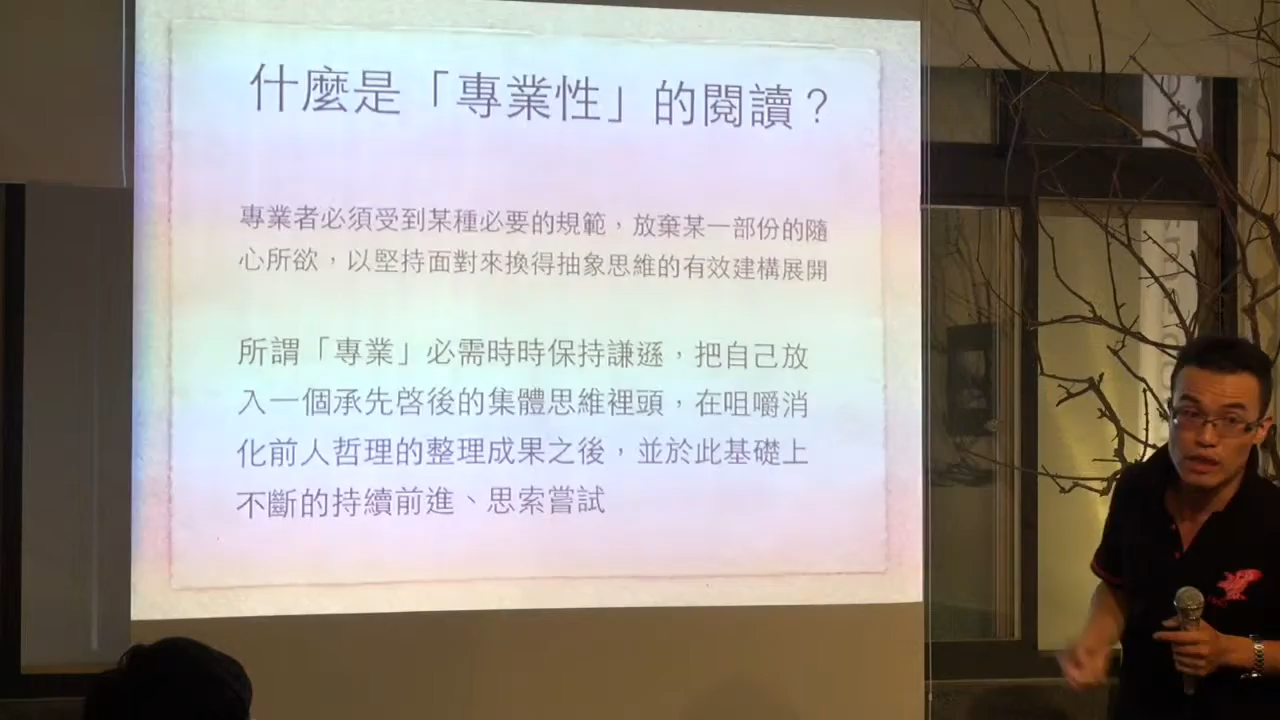 什麼是「專業性」的閱讀？
專業者必須受到某種必要的規範，放棄某一部份的隨
心所欲，以堅持面對來換得抽象思維的有效建構展開
所謂「專業」必需時時保持謙遜，把自己放
入一個承先啓後的集體思維裡頭，在咀嚼消
化前人哲理的整理成果之後，並於此基礎上
不斷的持續前進、思索嘗試